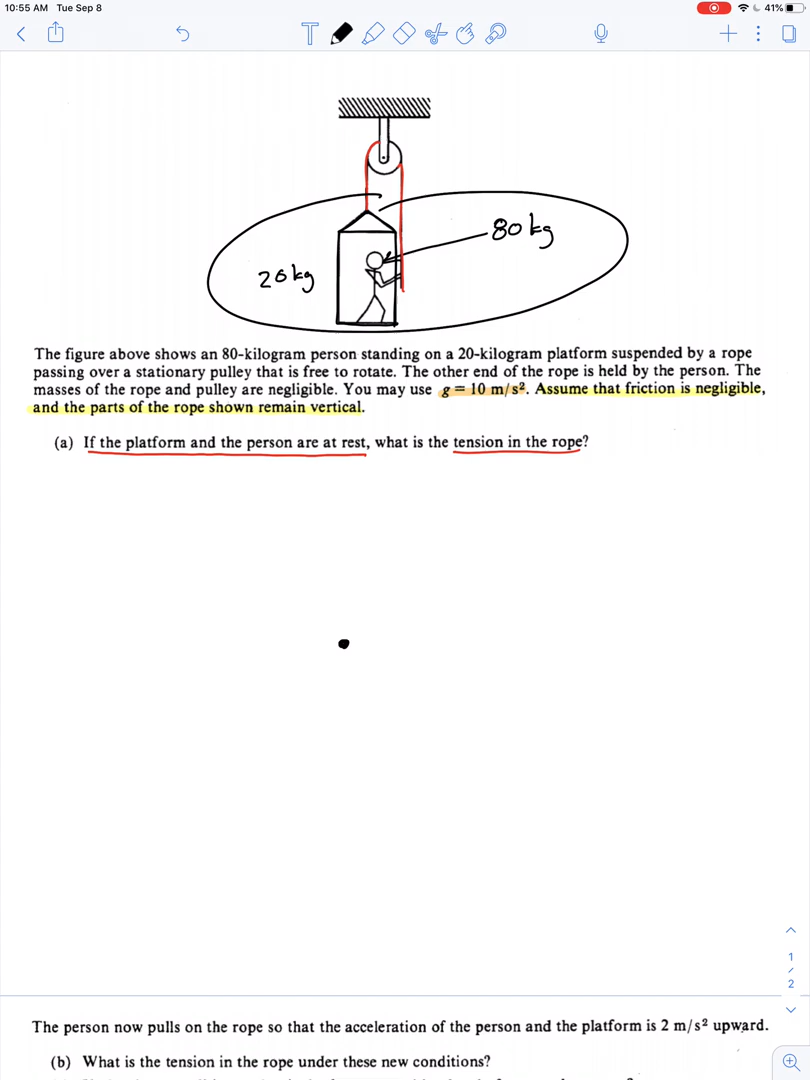 10:55 AM Tue Sep 8
41%
T
80 kg
20 kg
The figure above shows an 80-kilogram person standing on a 20-kilogram platform suspended by a rope
passing over a stationary pulley that is free to rotate. The other end of the rope is held by the person. The
masses of the rope and pulley are negligible. You may use g = 10 m/s². Assume that friction is negligible,
and the parts of the rope shown remain vertical.
(a) If the platform and the person are at rest, what is the tension in the rope?
1
/
2
The person now pulls on the rope so that the acceleration of the person and the platform is 2 m/s² upward.
(b) What is the tension in the rope under these new conditions?